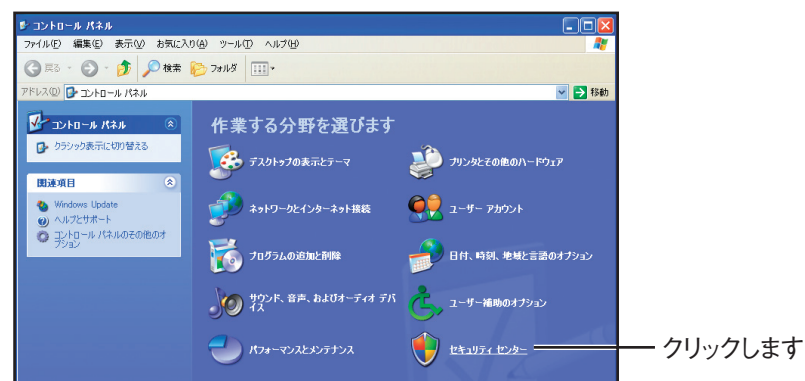 コントロール パネル
ファイル(F) 編集(E) 表示(V) お気に入り(A) ツール(T) ヘルプ(H)
戻る 検索 フォルダ
アドレス(D) コントロール パネル 移動
コントロール パネル
クラシック表示に切り替える
関連項目
Windows Update
ヘルプとサポート
コントロール パネルのその他のオ
プション
作業する分野を選びます
デスクトップの表示とテーマ
プリンタとその他のハードウェア
ネットワークとインターネット接続
ユーザー アカウント
プログラムの追加と削除
日付、時刻、地域と言語のオプション
サウンド、音声、およびオーディオ デバ
イス
ユーザー補助のオプション
パフォーマンスとメンテナンス
セキュリティ センター
クリックします